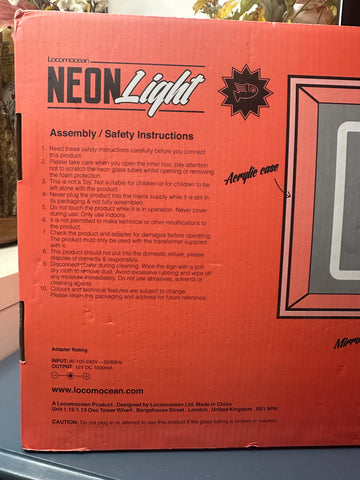 Locomocean
NEON Light
Assembly / Safety Instructions
1. Read these safety instructions carefully before you connect
this product.
2. Please take care when you open the inner box, pay attention
not to scratch the neon glass tubes whilst opening or removing
the foam protection.
3. This is not a Toy. Not suitable for children or for children to be
left alone with the product.
4. Never plug the product into the mains supply while it is still in
its packaging & not fully assembled.
5. Do not touch the product while it is in operation. Never cover
during use. Only use indoors.
6. It is not permitted to make technical or other modifications to
the product.
7. Check the product and adapter for damages before operating.
The product must only be used with the transformer supplied
with it.
8. This product should not put into the domestic refuse, please
dispose of correctly & responsibly.
9. Disconnect power during cleaning. Wipe the sign with a soft
dry cloth to remove dust. Avoid excessive rubbing and wipe off
any moisture immediately. Do not use abrasives, solvents or
cleaning agents.
Colours and technical features are subject to change.
Please retain this packaging and address for future reference.
Acrylic case
Adapter Rating
INPUT: AC100-240V ~ 50/60Hz
OUTPUT: 12V DC 1000mA
www.locomocean.com
A Locomocean Product, Designed by Locomocean Ltd. Made in China
Unit 1.12-1.13 Oxo Tower Wharf . Bargehouse Street . London . United Kingdom . SE1 9PH
CAUTION: Do not plug in or attempt to use this product if the glass tubing is broken or cracked